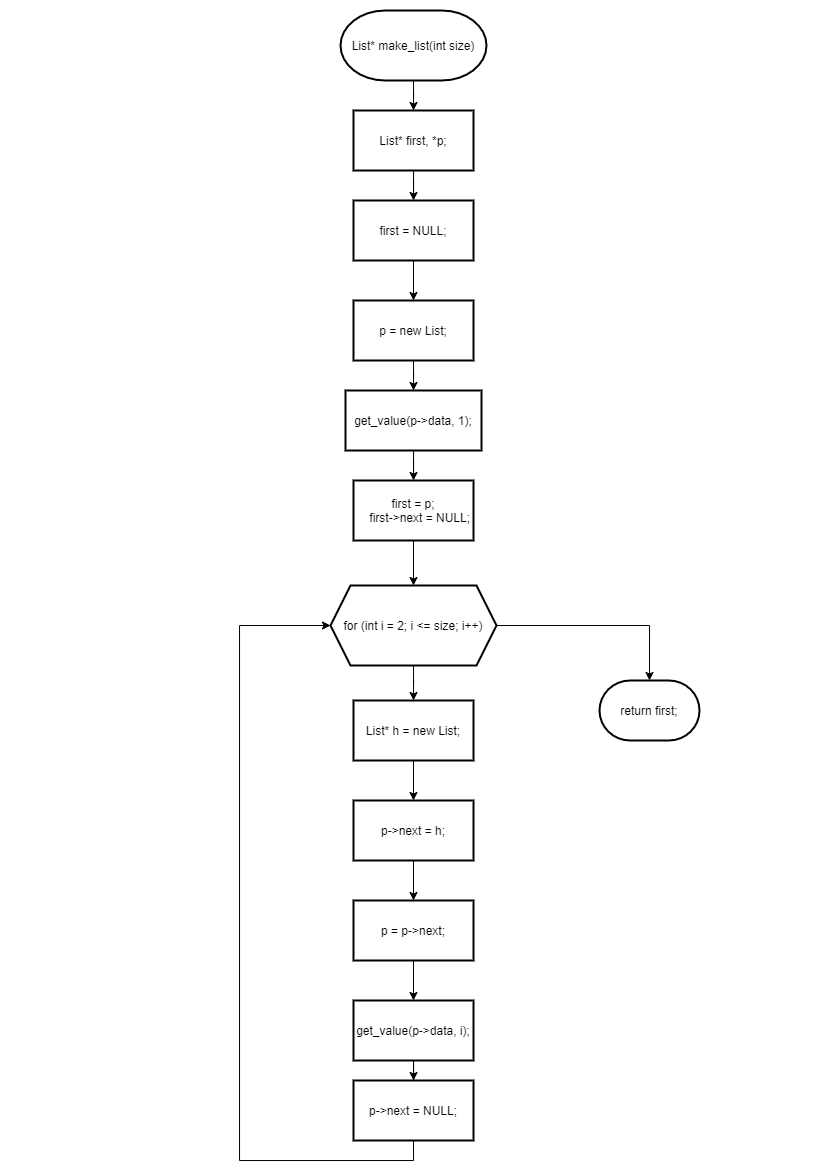 List* make_list(int size)
List* first, *p;
first = NULL;
p = new List;
get_value(p->data, 1);
first = p;
first->next = NULL;
for (int i = 2; i <= size; i++)
return first;
List* h = new List;
p->next = h;
p = p->next;
get_value(p->data, i);
p->next = NULL;